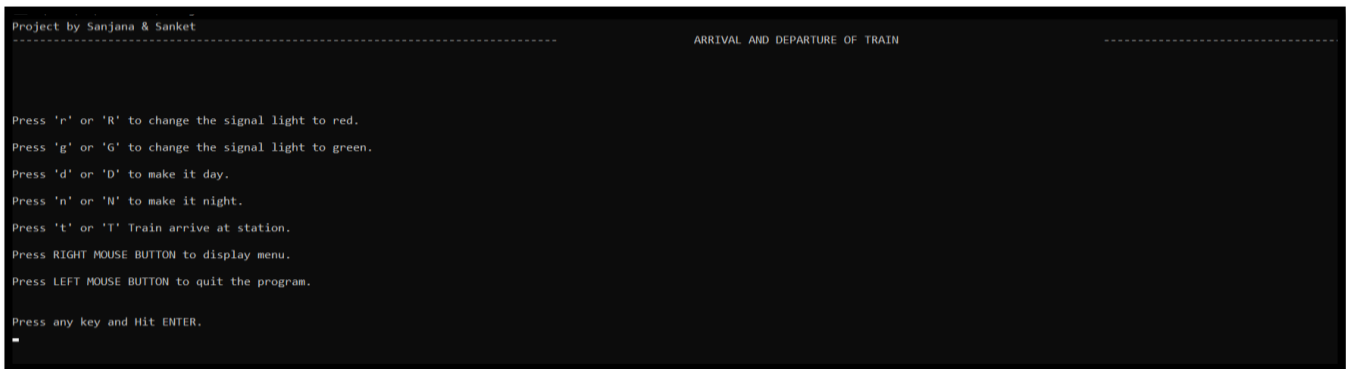 Project by Sanjana & Sanket
--------------------------------------------------------------------------------                    ARRIVAL AND DEPARTURE OF TRAIN                    ----------------------------------
Press 'r' or 'R' to change the signal light to red.
Press 'g' or 'G' to change the signal light to green.
Press 'd' or 'D' to make it day.
Press 'n' or 'N' to make it night.
Press 't' or 'T' Train arrive at station.
Press RIGHT MOUSE BUTTON to display menu.
Press LEFT MOUSE BUTTON to quit the program.
Press any key and Hit ENTER.